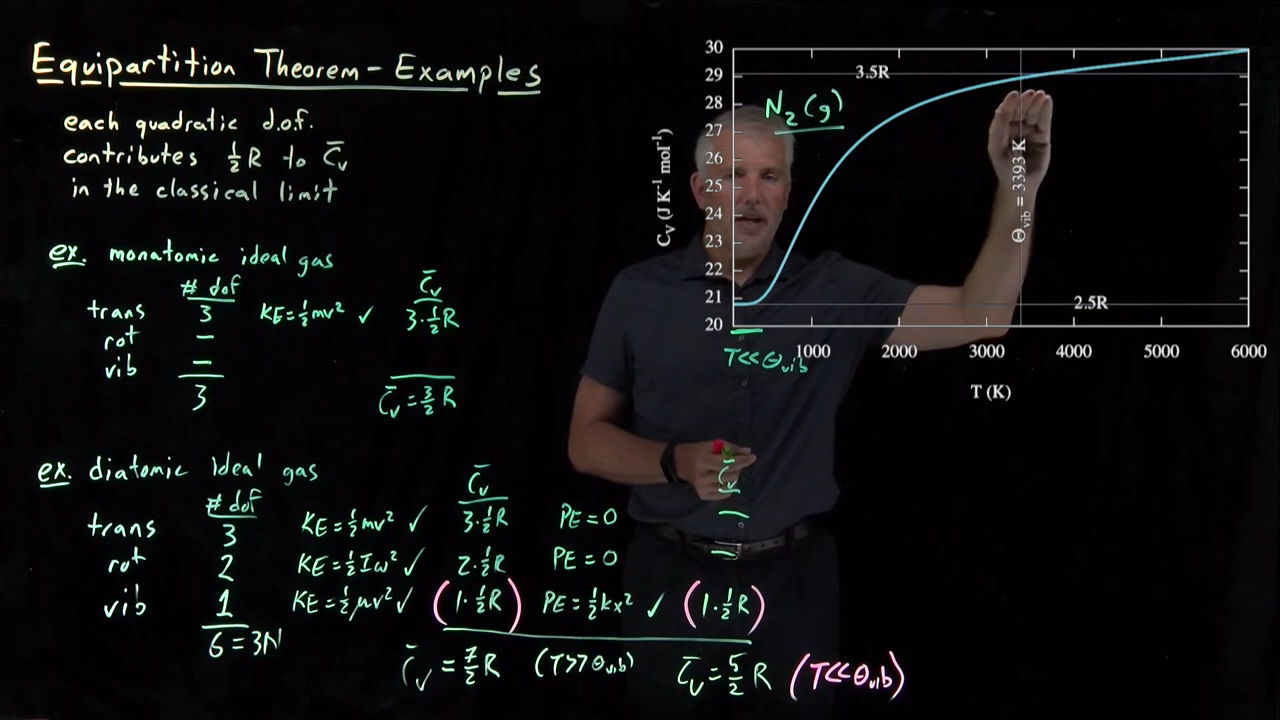 Equipartition Theorem - Examples
each quadratic d.o.f.
contributes ½R to C̄v
in the classical limit
ex. monatomic ideal gas
# dof C̄v
trans 3 KE=½mv² ✓ 3·½R
rot –
vib –
3 C̄v=3/2 R
ex. diatomic ideal gas
# dof C̄v C̄v
trans 3 KE=½mv² ✓ 3·½R PE=0 –
rot 2 KE=½Iω² ✓ 2·½R PE=0 –
vib 1 KE=½μv² ✓ (1·½R) PE=½kx² ✓ (1·½R)
6=3N
C̄v=7/2 R (T>>Θvib) C̄v=5/2 R (T<<Θvib)
N₂(g)
3.5R
2.5R
Θvib = 3393 K
CV (J K⁻¹ mol⁻¹)
30
29
28
27
26
25
24
23
22
21
20
1000 2000 3000 4000 5000 6000
T<<Θvib
T (K)